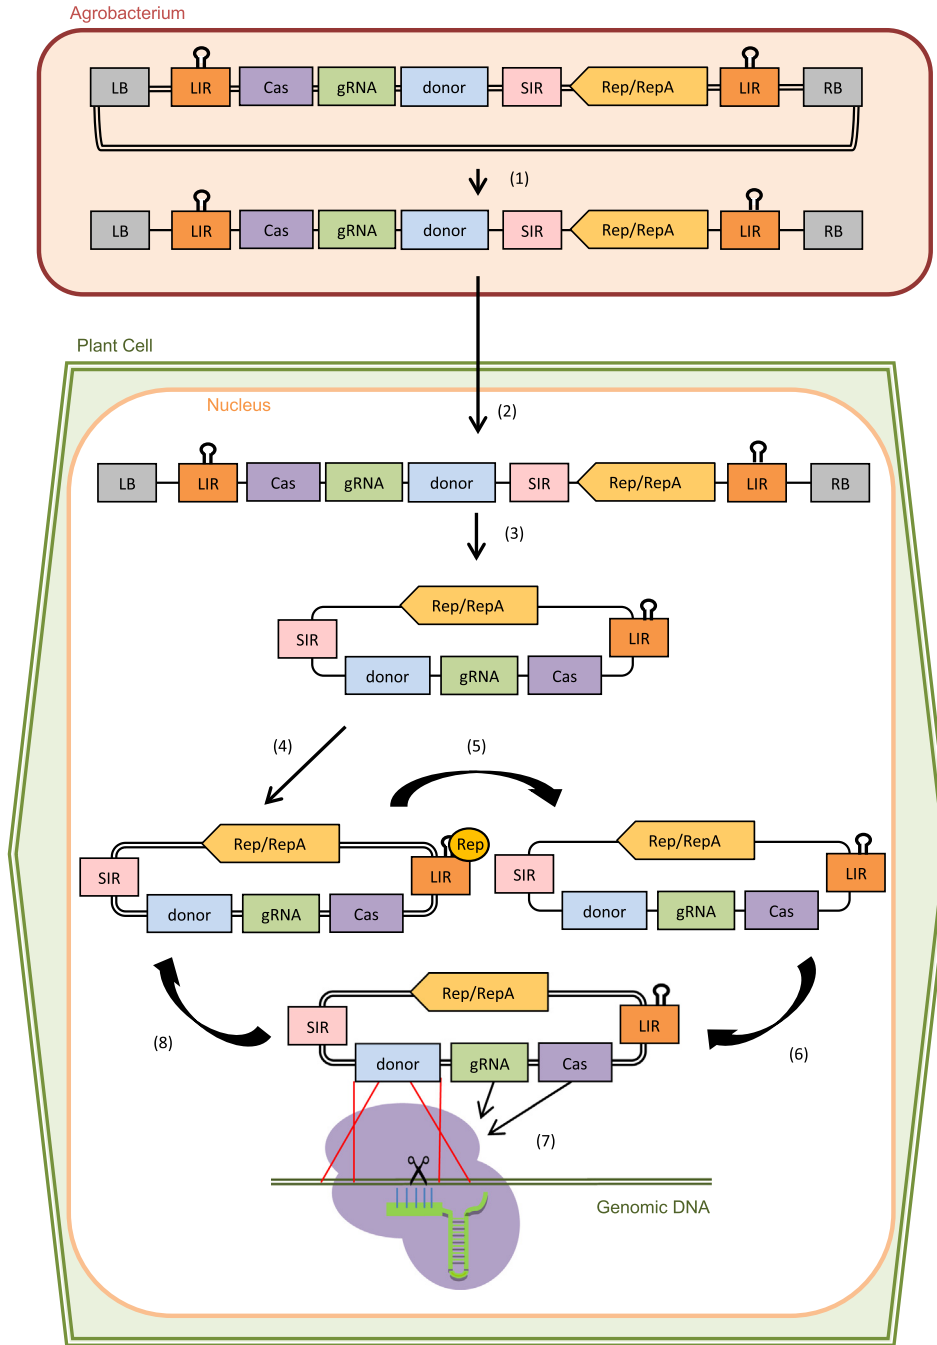 Agrobacterium
LB LIR Cas gRNA donor SIR Rep/RepA LIR RB
(1)
LB LIR Cas gRNA donor SIR Rep/RepA LIR RB
Plant Cell
Nucleus
(2)
LB LIR Cas gRNA donor SIR Rep/RepA LIR RB
(3)
Rep/RepA
SIR LIR
donor gRNA Cas
(4) (5)
Rep/RepA Rep
SIR LIR
donor gRNA Cas
Rep/RepA
SIR LIR
donor gRNA Cas
(8) (6)
Rep/RepA
SIR LIR
donor gRNA Cas
(7)
Genomic DNA